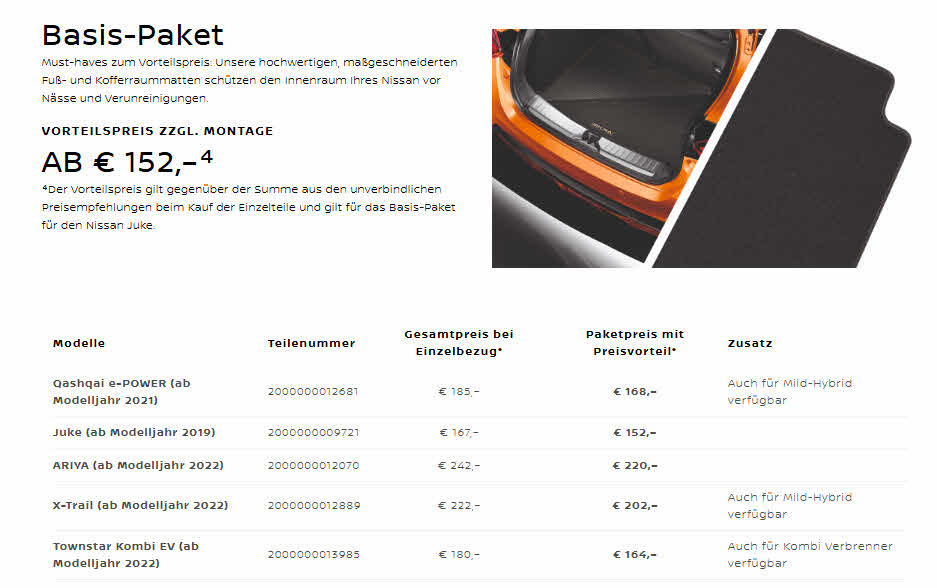 Basis-Paket
Must-haves zum Vorteilspreis: Unsere hochwertigen, maßgeschneiderten
Fuß- und Kofferraummatten schützen den Innenraum Ihres Nissan vor
Nässe und Verunreinigungen.
VORTEILSPREIS ZZGL. MONTAGE
AB € 152,–⁴
⁴Der Vorteilspreis gilt gegenüber der Summe aus den unverbindlichen
Preisempfehlungen beim Kauf der Einzelteile und gilt für das Basis-Paket
für den Nissan Juke.
Modelle Teilenummer Gesamtpreis bei Einzelbezug* Paketpreis mit Preisvorteil* Zusatz
Qashqai e-POWER (ab Modelljahr 2021) 2000000012681 € 185,– € 168,– Auch für Mild-Hybrid verfügbar
Juke (ab Modelljahr 2019) 2000000009721 € 167,– € 152,–
ARIYA (ab Modelljahr 2022) 2000000012070 € 242,– € 220,–
X-Trail (ab Modelljahr 2022) 2000000012889 € 222,– € 202,– Auch für Mild-Hybrid verfügbar
Townstar Kombi EV (ab Modelljahr 2022) 2000000013985 € 180,– € 164,– Auch für Kombi Verbrenner verfügbar